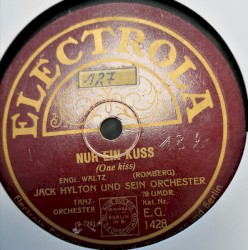 ELECTROLA
127
NUR EIN KUSS
(One kiss)
ENGL. WALTZ (ROMBERG)
JACK HYLTON UND SEIN ORCHESTER
TANZ-
ORCHESTER
78 UMDR.
Kat. Nr.
E.G.
1428
Berlin